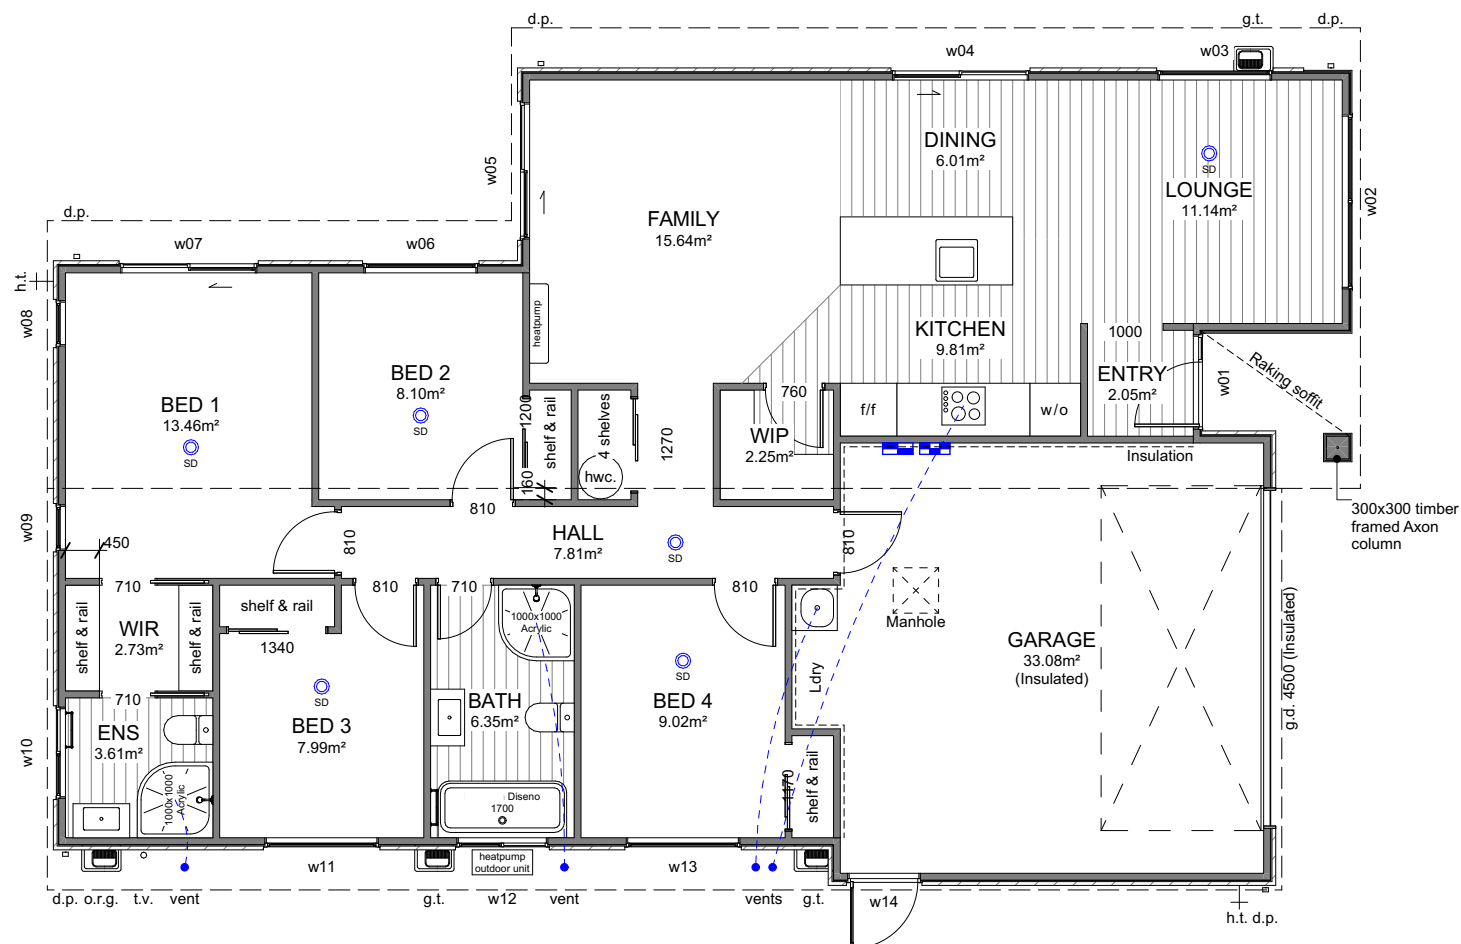 d.p.
g.t.
d.p.
w04
w03
w05
DINING
6.01m²
SD
LOUNGE
11.14m²
w02
FAMILY
15.64m²
d.p.
w07
w06
h.t.
w08
heatpump
KITCHEN
9.81m²
1000
ENTRY
2.05m²
w01
Raking soffit
BED 2
8.10m²
SD
BED 1
13.46m²
SD
1200
shelf & rail
160
4 shelves
hwc.
1270
760
WIP
2.25m²
f/f
w/o
Insulation
300x300 timber
framed Axon
column
w09
450
810
810
HALL
7.81m²
SD
810
710
810
710
810
shelf & rail
WIR
2.73m²
shelf & rail
shelf & rail
1340
1000x1000
Acrylic
Manhole
GARAGE
33.08m²
(Insulated)
g.d. 4500 (Insulated)
Ldry
710
ENS
3.61m²
SD
BED 3
7.99m²
BATH
6.35m²
SD
BED 4
9.02m²
w10
1000x1000
Acrylic
Diseno
1700
1170
shelf & rail
w11
heatpump
outdoor unit
w13
d.p.
o.r.g.
t.v.
vent
g.t.
w12
vent
vents
g.t.
w14
h.t.
d.p.